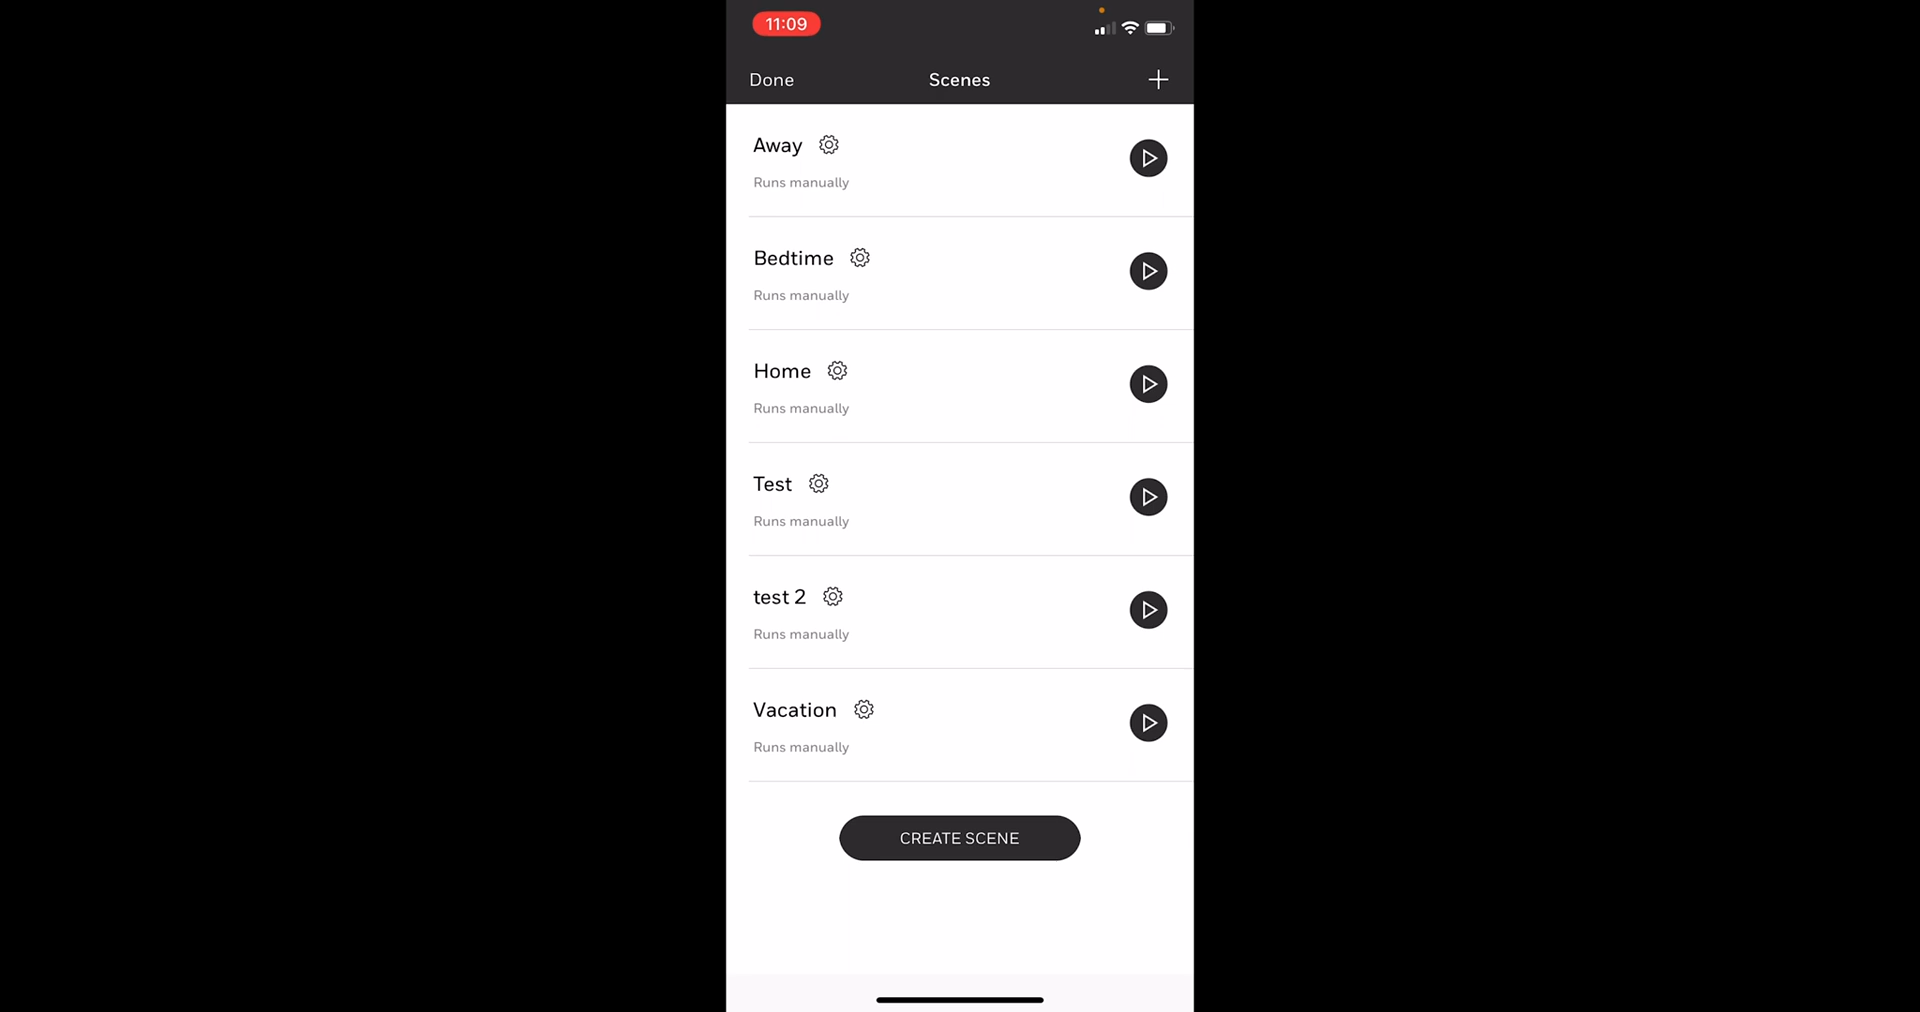 11:09
Done Scenes
Away
Runs manually
Bedtime
Runs manually
Home
Runs manually
Test
Runs manually
test 2
Runs manually
Vacation
Runs manually
CREATE SCENE